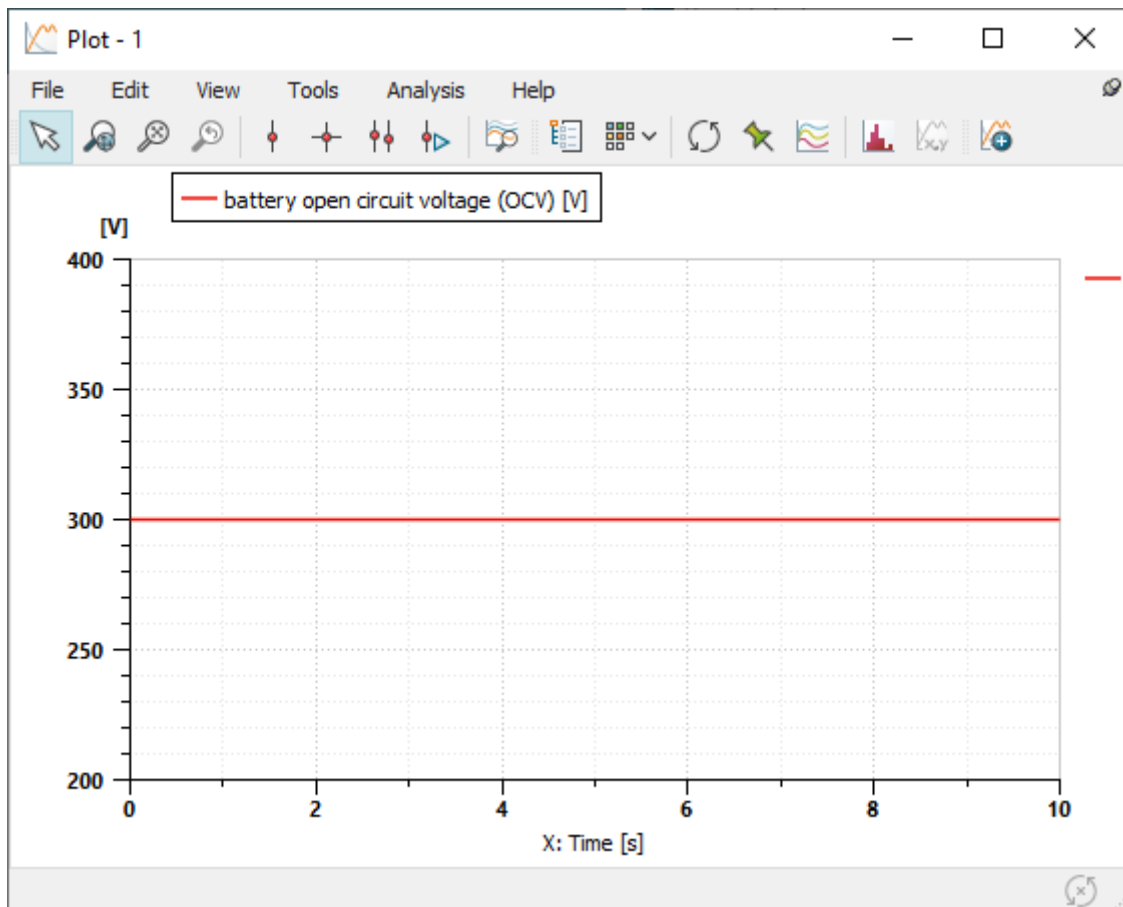 Plot - 1
File Edit View Tools Analysis Help
x,y
battery open circuit voltage (OCV) [V]
[V]
400
350
300
250
200
0 2 4 6 8 10
X: Time [s]